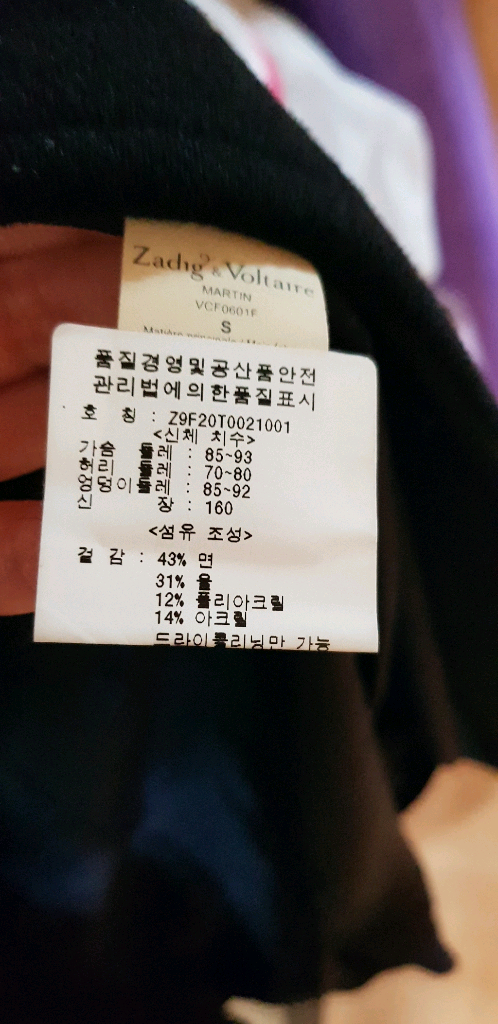 Zadig & Voltaire
MARTIN
VCF0601F
S
품질경영및공산품안전
관리법에의한품질표시
호 칭 : Z9F20T0021001
<신체 치수>
가슴 둘레 : 85~93
허리 둘레 : 70~80
엉덩이둘레 : 85~92
신 장 : 160
<섬유 조성>
겉 감 : 43% 면
31% 울
12% 폴리아크릴
14% 아크릴
드라이클리닝만 가능